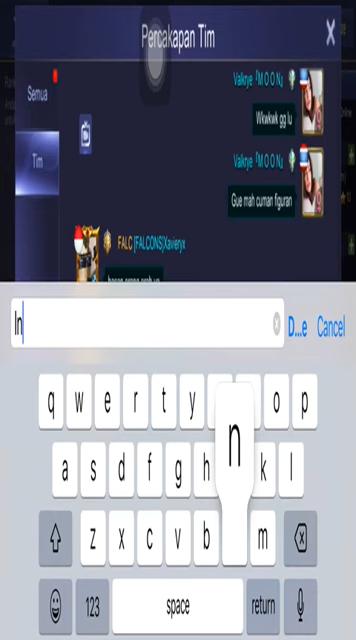 Percakapan Tim
X
Semua
Tim
Valkrye『MOON』
Wkwkwk gg lu
Valkrye『MOON』
Gue mah cuman figuran
FALC [FALCONS]Xaveryx
In
D...e Cancel
q w e r t y o p
a s d f g h k l
n
z x c v b m
123 space return